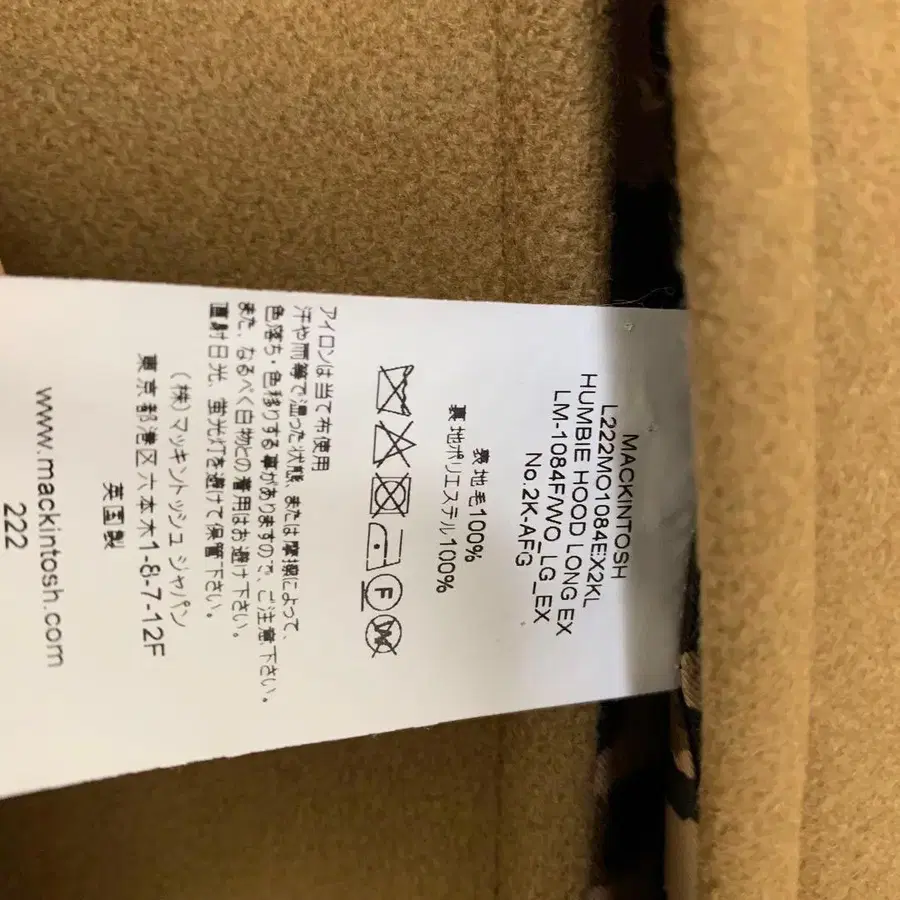 MACKINTOSH
L222MO1084EX2KL
HUMBIE HOOD LONG EX
LM-1084F/WO_LG_EX
No.2K-AFG
表地毛100%
裏地ポリエステル100%
F
W
アイロンは当て布使用
汗や雨等で湿った状態、または摩擦によって、
色落ち・色移りする事がありますので、ご注意下さい。
また、なるべく白物との着用はお避け下さい。
直射日光、蛍光灯を避けて保管下さい。
(株)マッキントッシュ ジャパン
東京都港区六本木1-8-7-12F
英国製
www.mackintosh.com
222